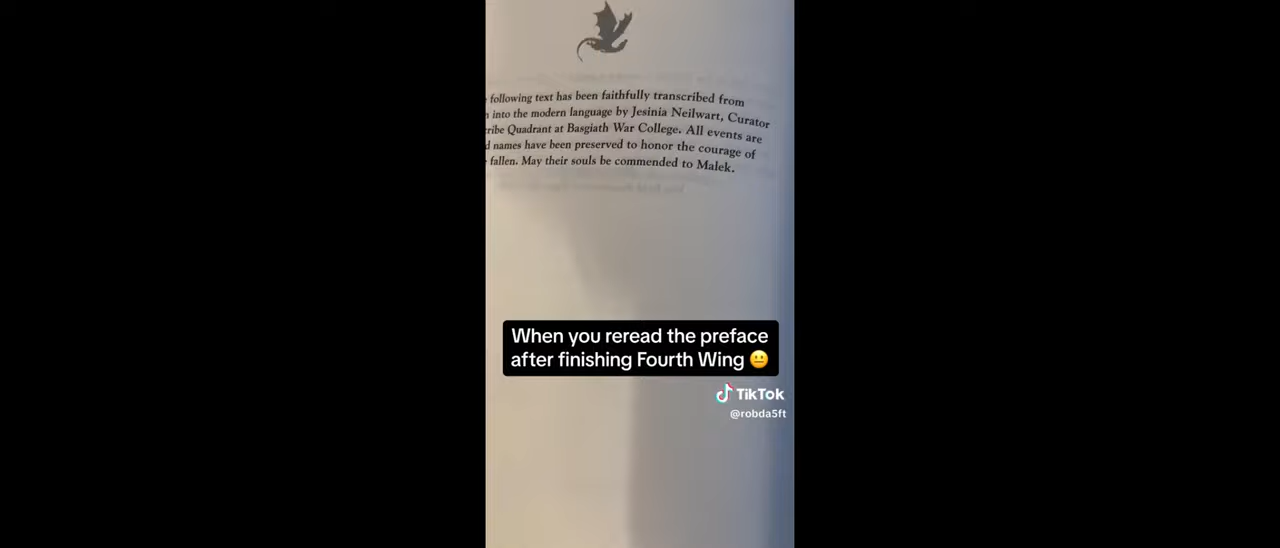 following text has been faithfully transcribed from
into the modern language by Jesinia Neilwart, Curator
Quadrant at Basgiath War College. All events are
names have been preserved to honor the courage of
fallen. May their souls be commended to Malek.
When you reread the preface
after finishing Fourth Wing 😐
TikTok
@robda5ft